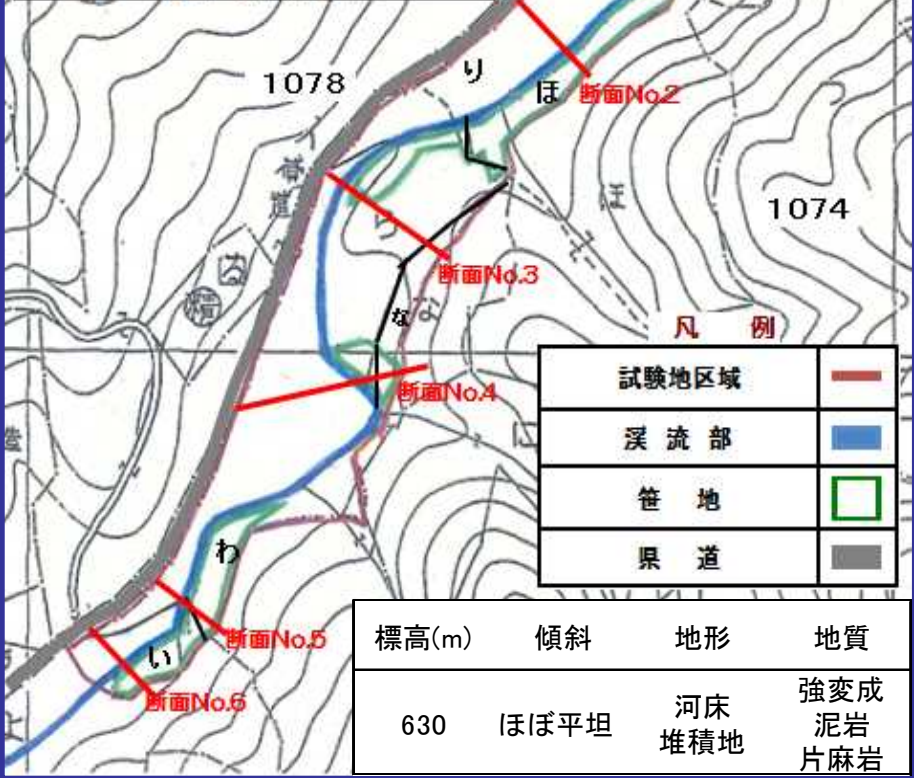 1078
り
ほ
断面No.2
県道
1074
ら
断面No.3
な
断面No.4
凡 例
試験地区域
渓 流 部
笹 地
県 道
わ
断面No.5
い
断面No.6
標高(m) 傾斜 地形 地質
630 ほぼ平坦 河床堆積地 強変成泥岩片麻岩